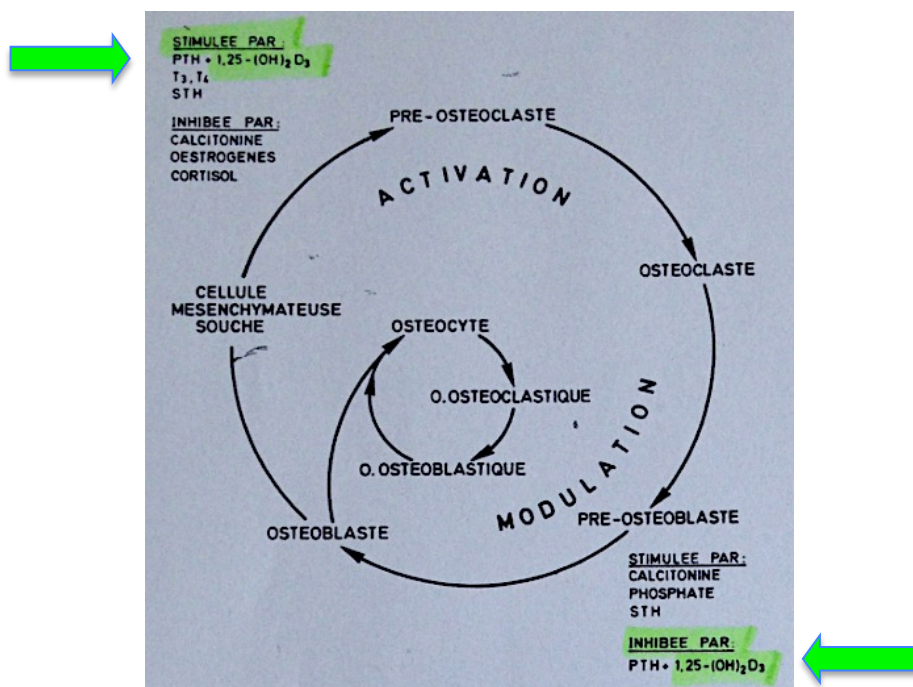 STIMULEE PAR:
PTH + 1,25-(OH)₂D₃
T₃, T₄
STH
INHIBEE PAR:
CALCITONINE
OESTROGENES
CORTISOL
PRE-OSTEOCLASTE
ACTIVATION
OSTEOCLASTE
CELLULE
MESENCHYMATEUSE
SOUCHE
OSTEOCYTE
O. OSTEOCLASTIQUE
O. OSTEOBLASTIQUE
MODULATION
PRE-OSTEOBLASTE
OSTEOBLASTE
STIMULEE PAR:
CALCITONINE
PHOSPHATE
STH
INHIBEE PAR:
PTH + 1,25-(OH)₂D₃